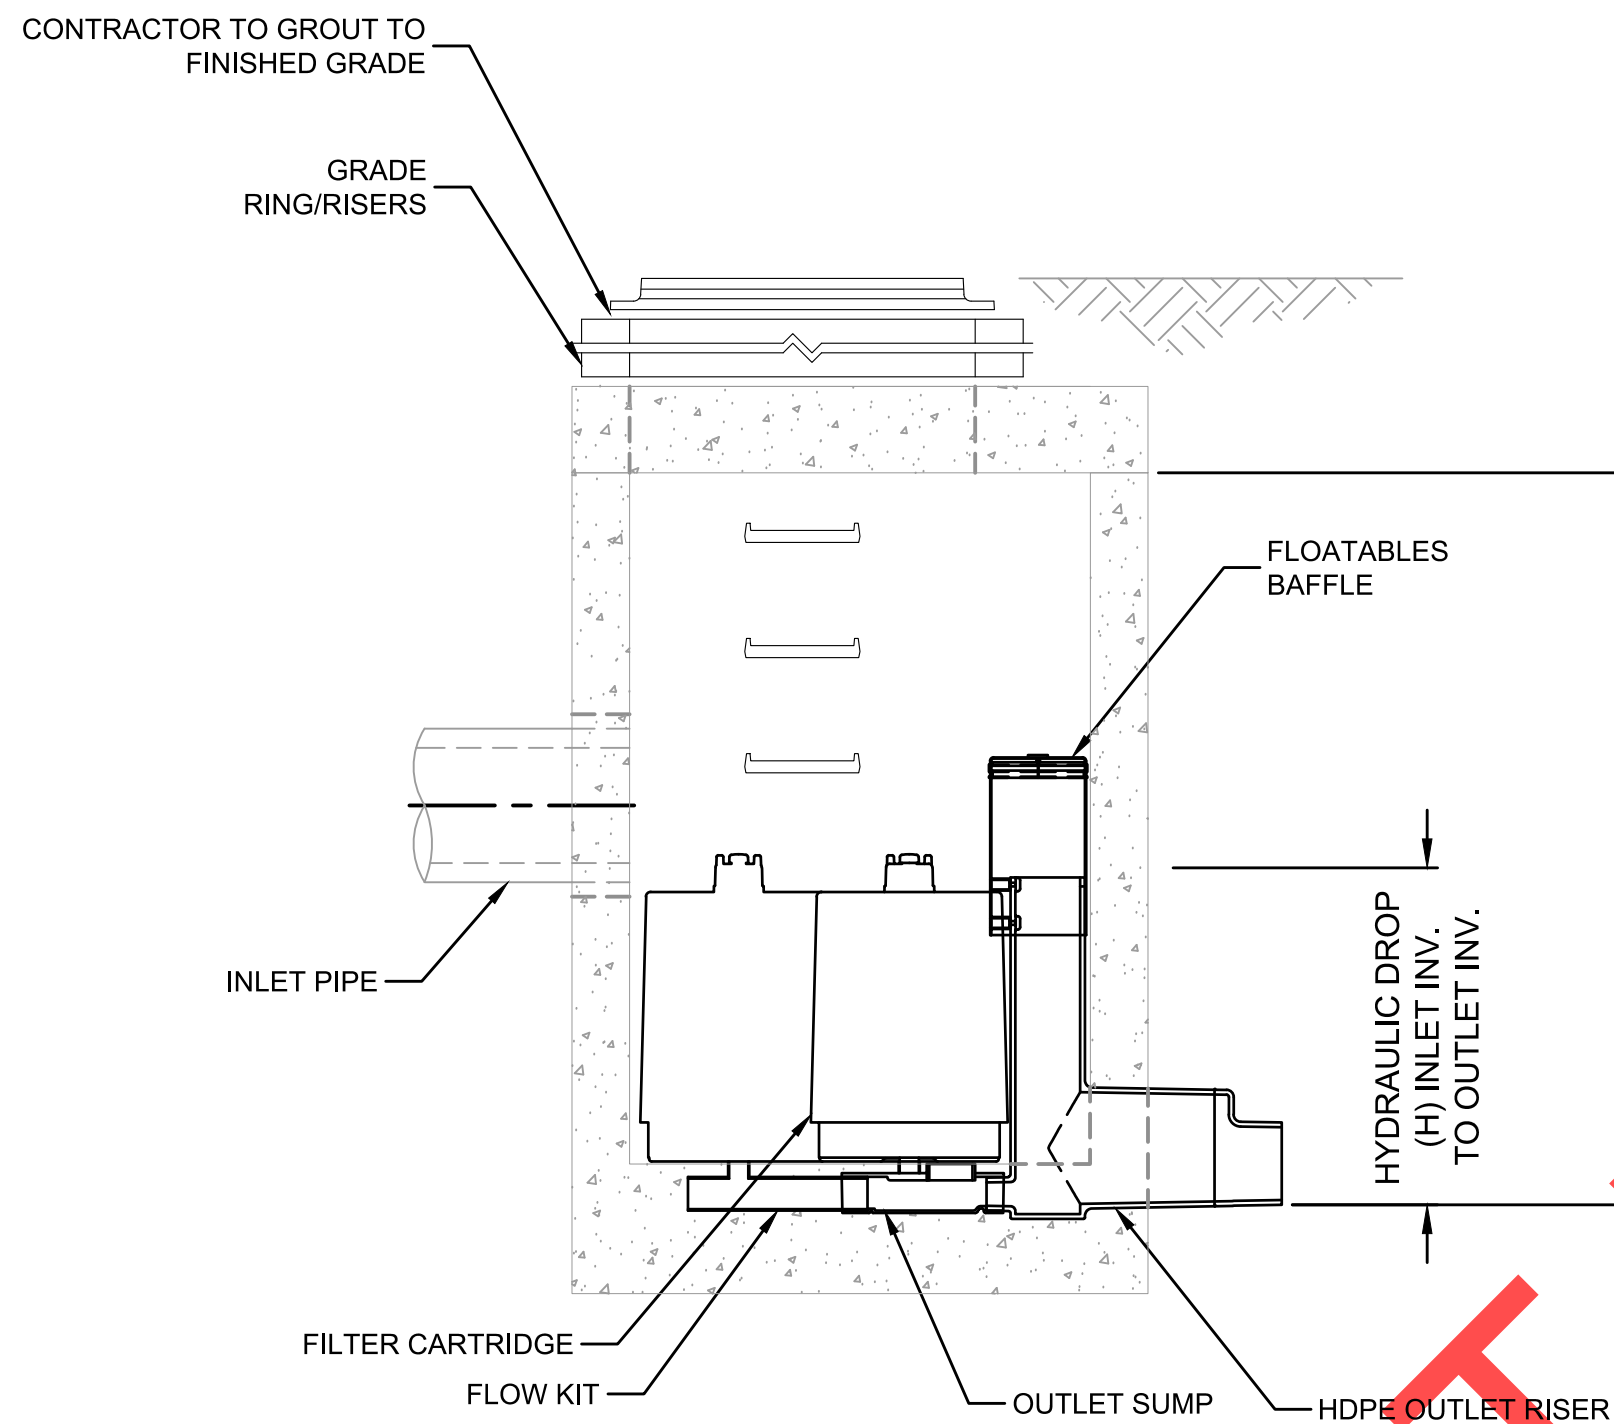 CONTRACTOR TO GROUT TO
FINISHED GRADE
GRADE
RING/RISERS
FLOATABLES
BAFFLE
INLET PIPE
HYDRAULIC DROP
(H) INLET INV.
TO OUTLET INV.
FILTER CARTRIDGE
FLOW KIT
OUTLET SUMP
HDPE OUTLET RISER